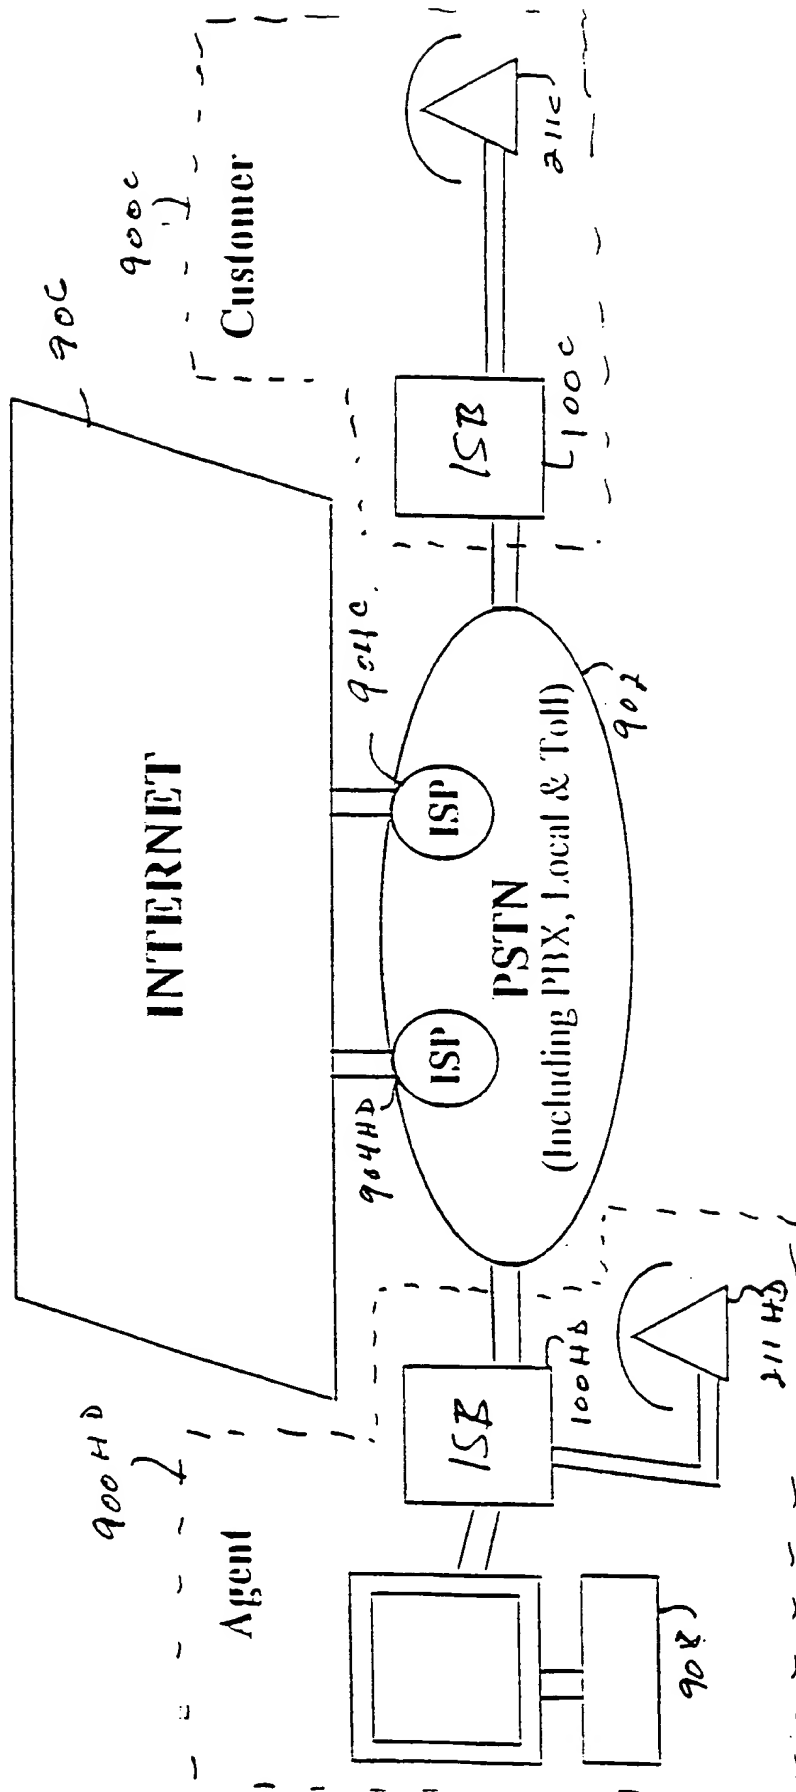 900HD
Agent
908
ISB
100HD
211HD
INTERNET
904HD
ISP
904C
ISP
PSTN
(Including PBX, Local & Toll)
902
90C
900C
Customer
ISB
100C
211C